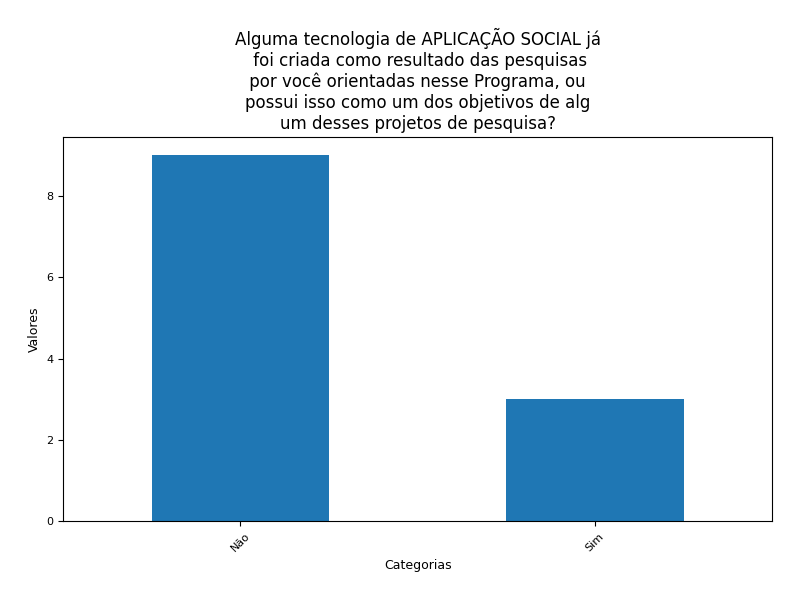 Alguma tecnologia de APLICAÇÃO SOCIAL já
foi criada como resultado das pesquisas
por você orientadas nesse Programa, ou
possui isso como um dos objetivos de alg
um desses projetos de pesquisa?
8
6
4
2
0
Valores
Não
Sim
Categorias